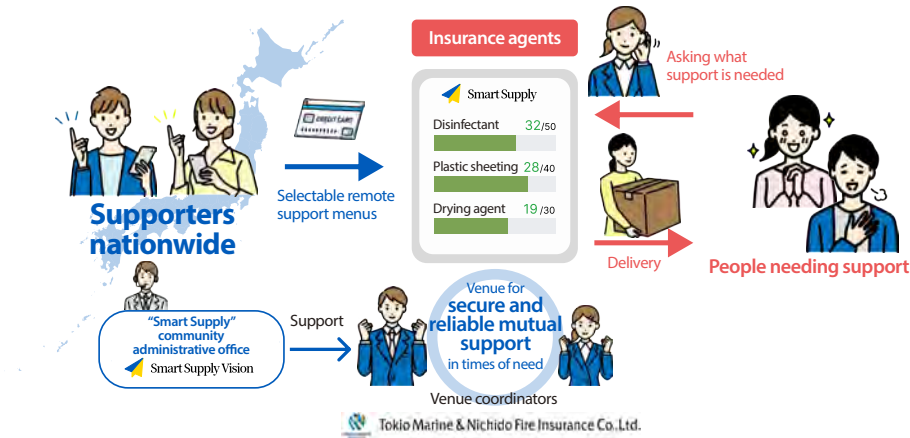 Insurance agents
Asking what
support is needed
CREDIT CART
Smart Supply
Disinfectant 32/50
Plastic sheeting 28/40
Drying agent 19/30
Selectable remote
support menus
Supporters
nationwide
Delivery
People needing support
"Smart Supply"
community
administrative office
Smart Supply Vision
Support
Venue for
secure and
reliable mutual
support
in times of need
Venue coordinators
Tokio Marine & Nichido Fire Insurance Co.,Ltd.